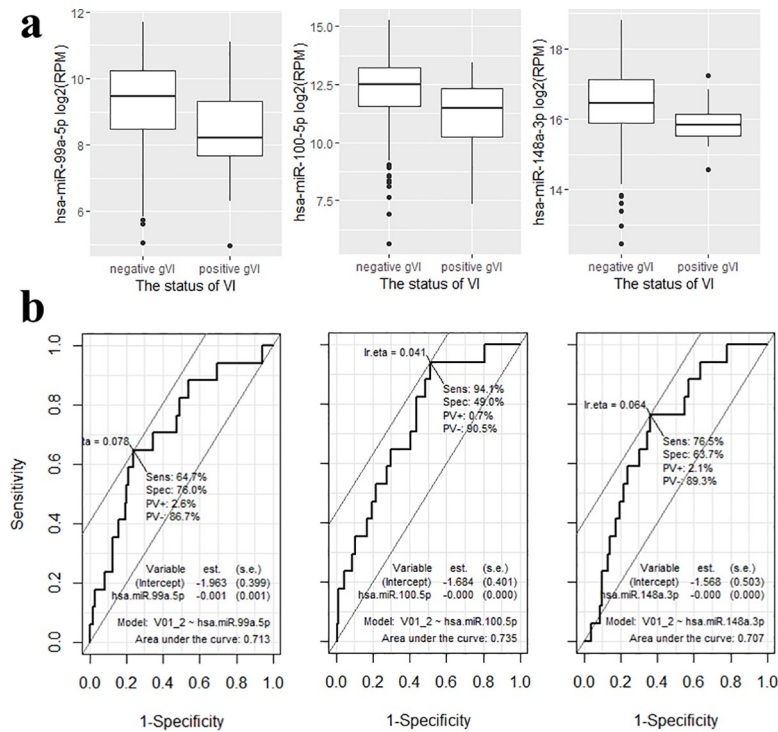 a
hsa-miR-99a-5p log2(RPM)
12
10
8
6
negative gVI positive gVI
The status of VI
hsa-miR-100-5p log2(RPM)
15.0
12.5
10.0
7.5
negative gVI positive gVI
The status of VI
hsa-miR-148a-3p log2(RPM)
18
16
14
negative gVI positive gVI
The status of VI
b
Sensitivity
0.0 0.2 0.4 0.6 0.8 1.0
ta = 0.078
Sens: 64.7%
Spec: 76.0%
PV+: 2.6%
PV-: 86.7%
Variable est. (s.e.)
(Intercept) -1.963 (0.399)
hsa.miR.99a.5p -0.001 (0.001)
Model: V01_2 ~ hsa.miR.99a.5p
Area under the curve: 0.713
0.0 0.2 0.4 0.6 0.8 1.0
1-Specificity
lr.eta = 0.041
Sens: 94.1%
Spec: 49.0%
PV+: 0.7%
PV-: 90.5%
Variable est. (s.e.)
(Intercept) -1.684 (0.401)
hsa.miR.100.5p -0.000 (0.000)
Model: V01_2 ~ hsa.miR.100.5p
Area under the curve: 0.735
0.0 0.2 0.4 0.6 0.8 1.0
1-Specificity
lr.eta = 0.064
Sens: 76.5%
Spec: 63.7%
PV+: 2.1%
PV-: 89.3%
Variable est. (s.e.)
(Intercept) -1.568 (0.503)
hsa.miR.148a.3p -0.000 (0.000)
Model: V01_2 ~ hsa.miR.148a.3p
Area under the curve: 0.707
0.0 0.2 0.4 0.6 0.8 1.0
1-Specificity